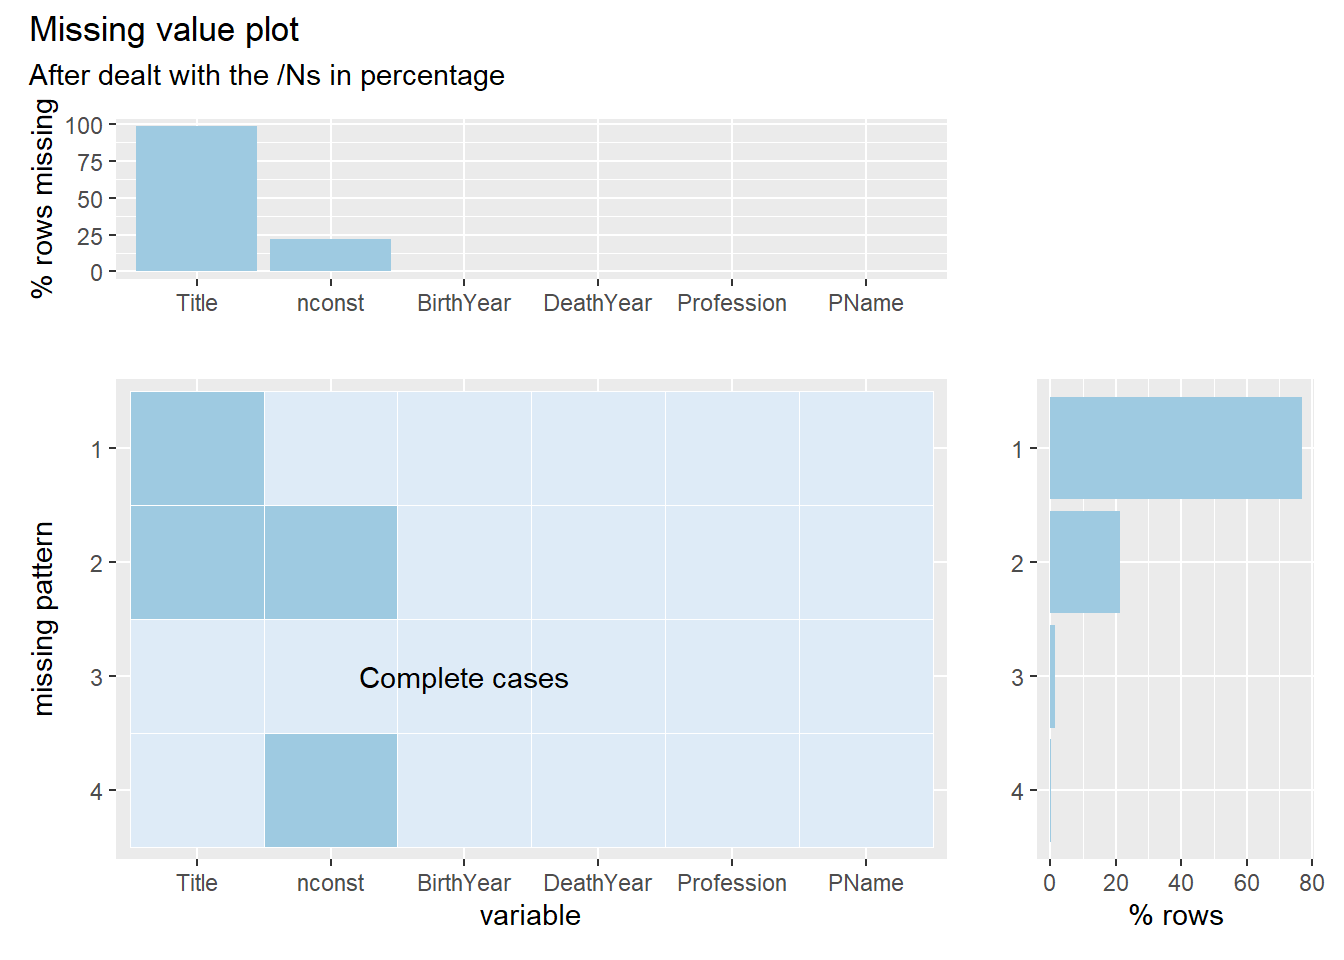 Missing value plot
After dealt with the /Ns in percentage
% rows missing
100
75
50
25
0
Title nconst BirthYear DeathYear Profession PName
missing pattern
1
2
3
4
Complete cases
Title nconst BirthYear DeathYear Profession PName
variable
1
2
3
4
0 20 40 60 80
% rows